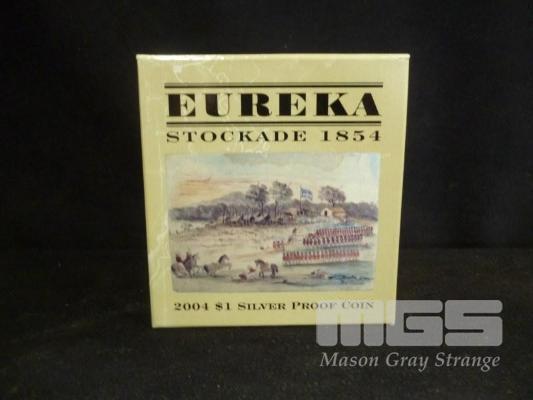 EUREKA
STOCKADE 1854
2004 $1 SILVER PROOF COIN
MGS
Mason Gray Strange